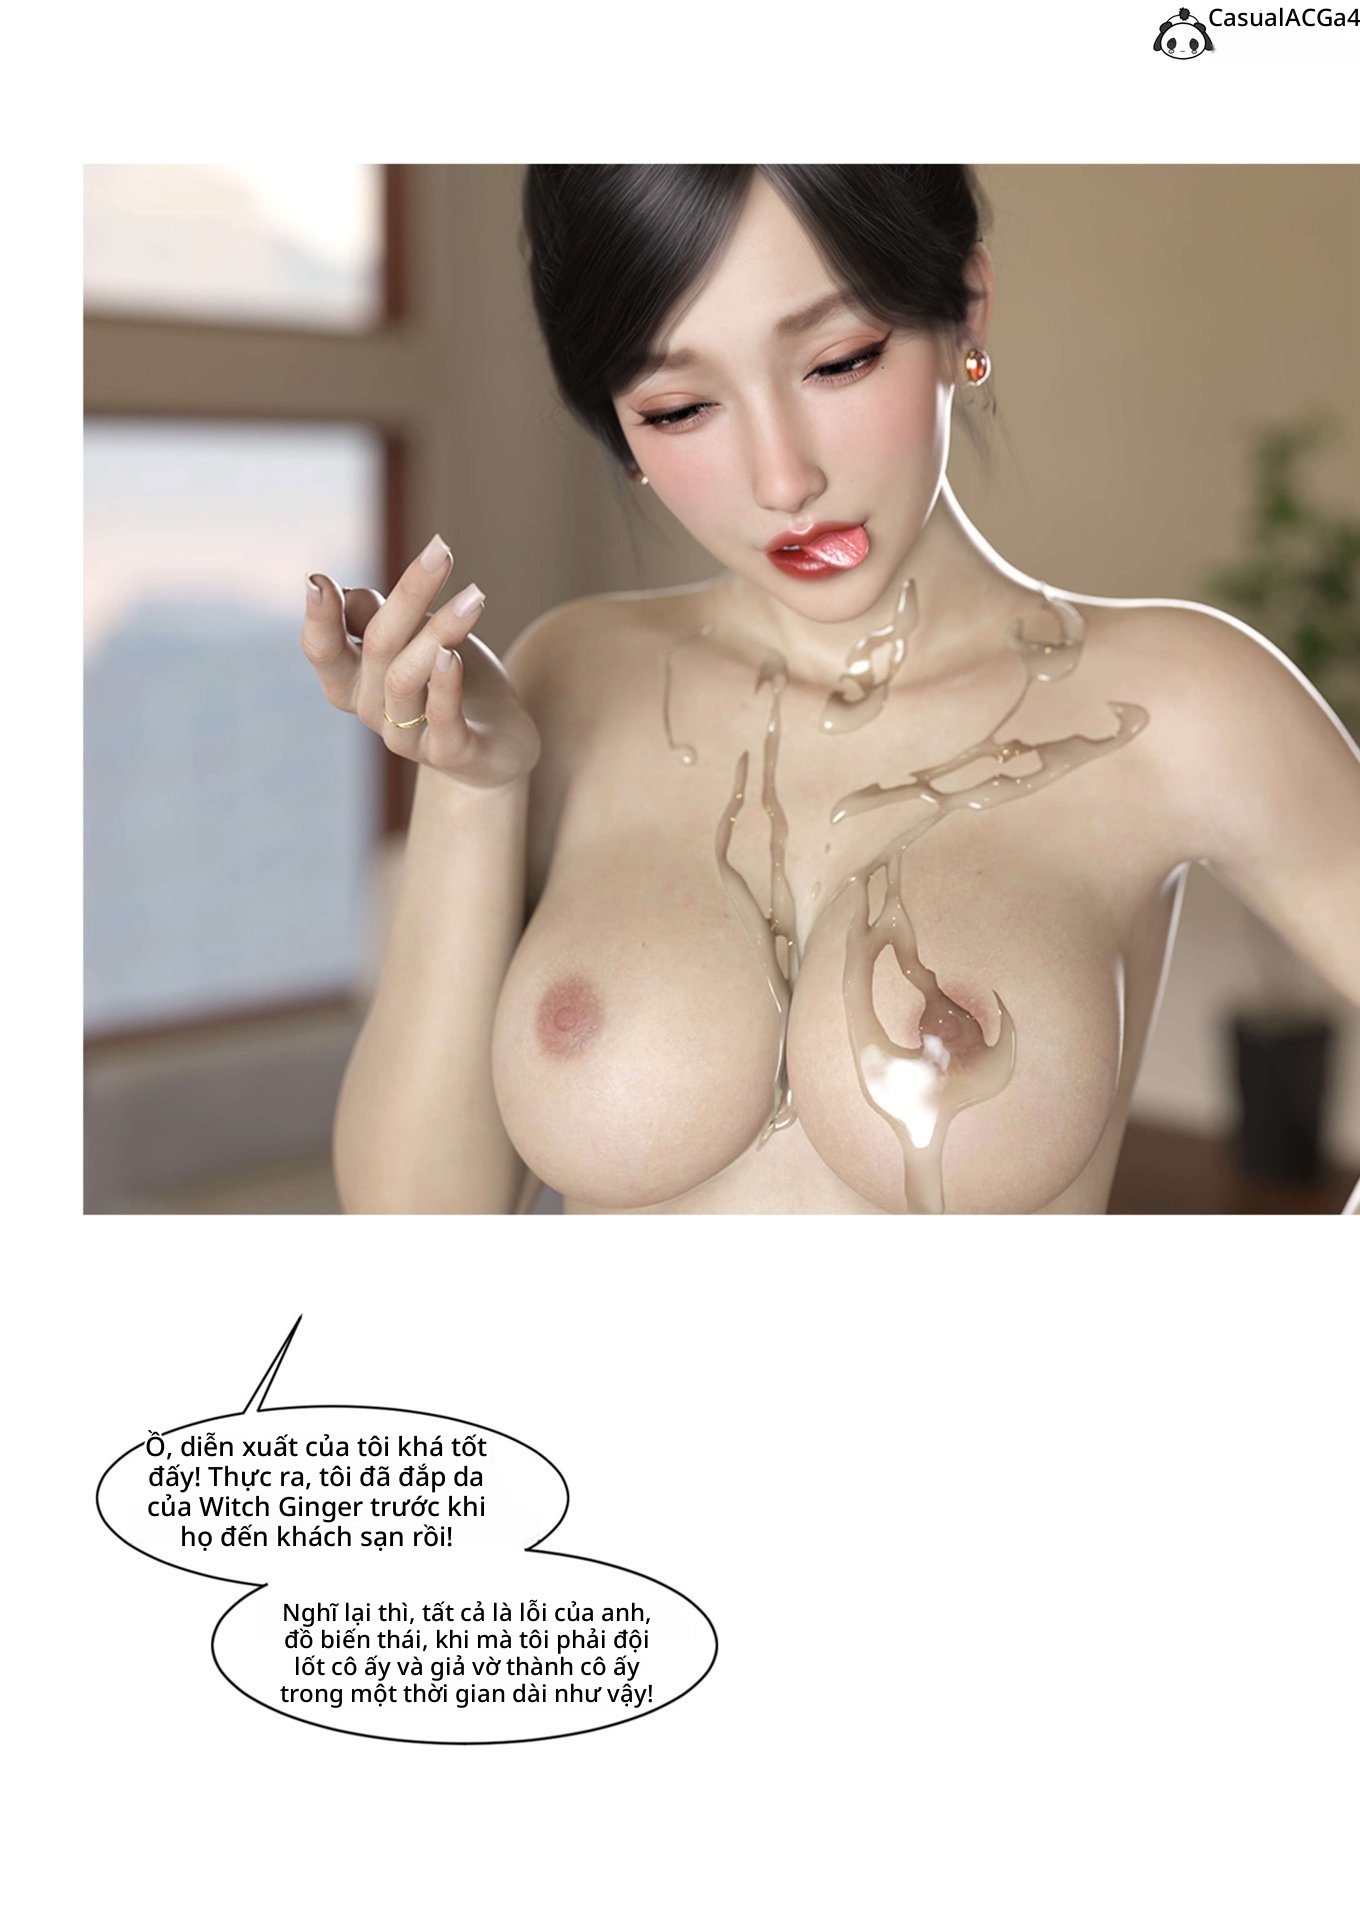 CasualACGa4
Ồ, diễn xuất của tôi khá tốt
đấy! Thực ra, tôi đã đắp da
của Witch Ginger trước khi
họ đến khách sạn rồi!
Nghĩ lại thì, tất cả là lỗi của anh,
đồ biến thái, khi mà tôi phải đội
lốt cô ấy và giả vờ thành cô ấy
trong một thời gian dài như vậy!